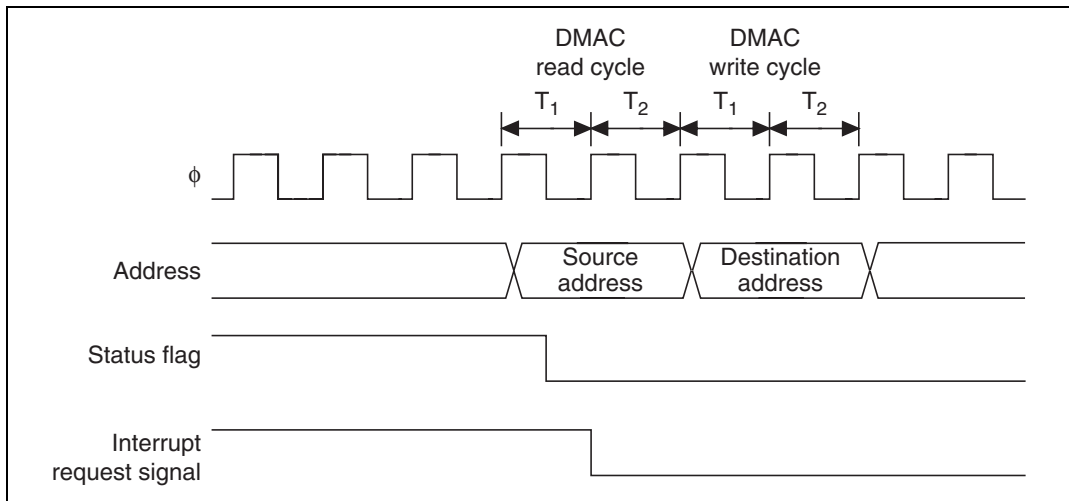 DMAC
read cycle
DMAC
write cycle
T1 T2 T1 T2
ϕ
Address
Source
address
Destination
address
Status flag
Interrupt
request signal